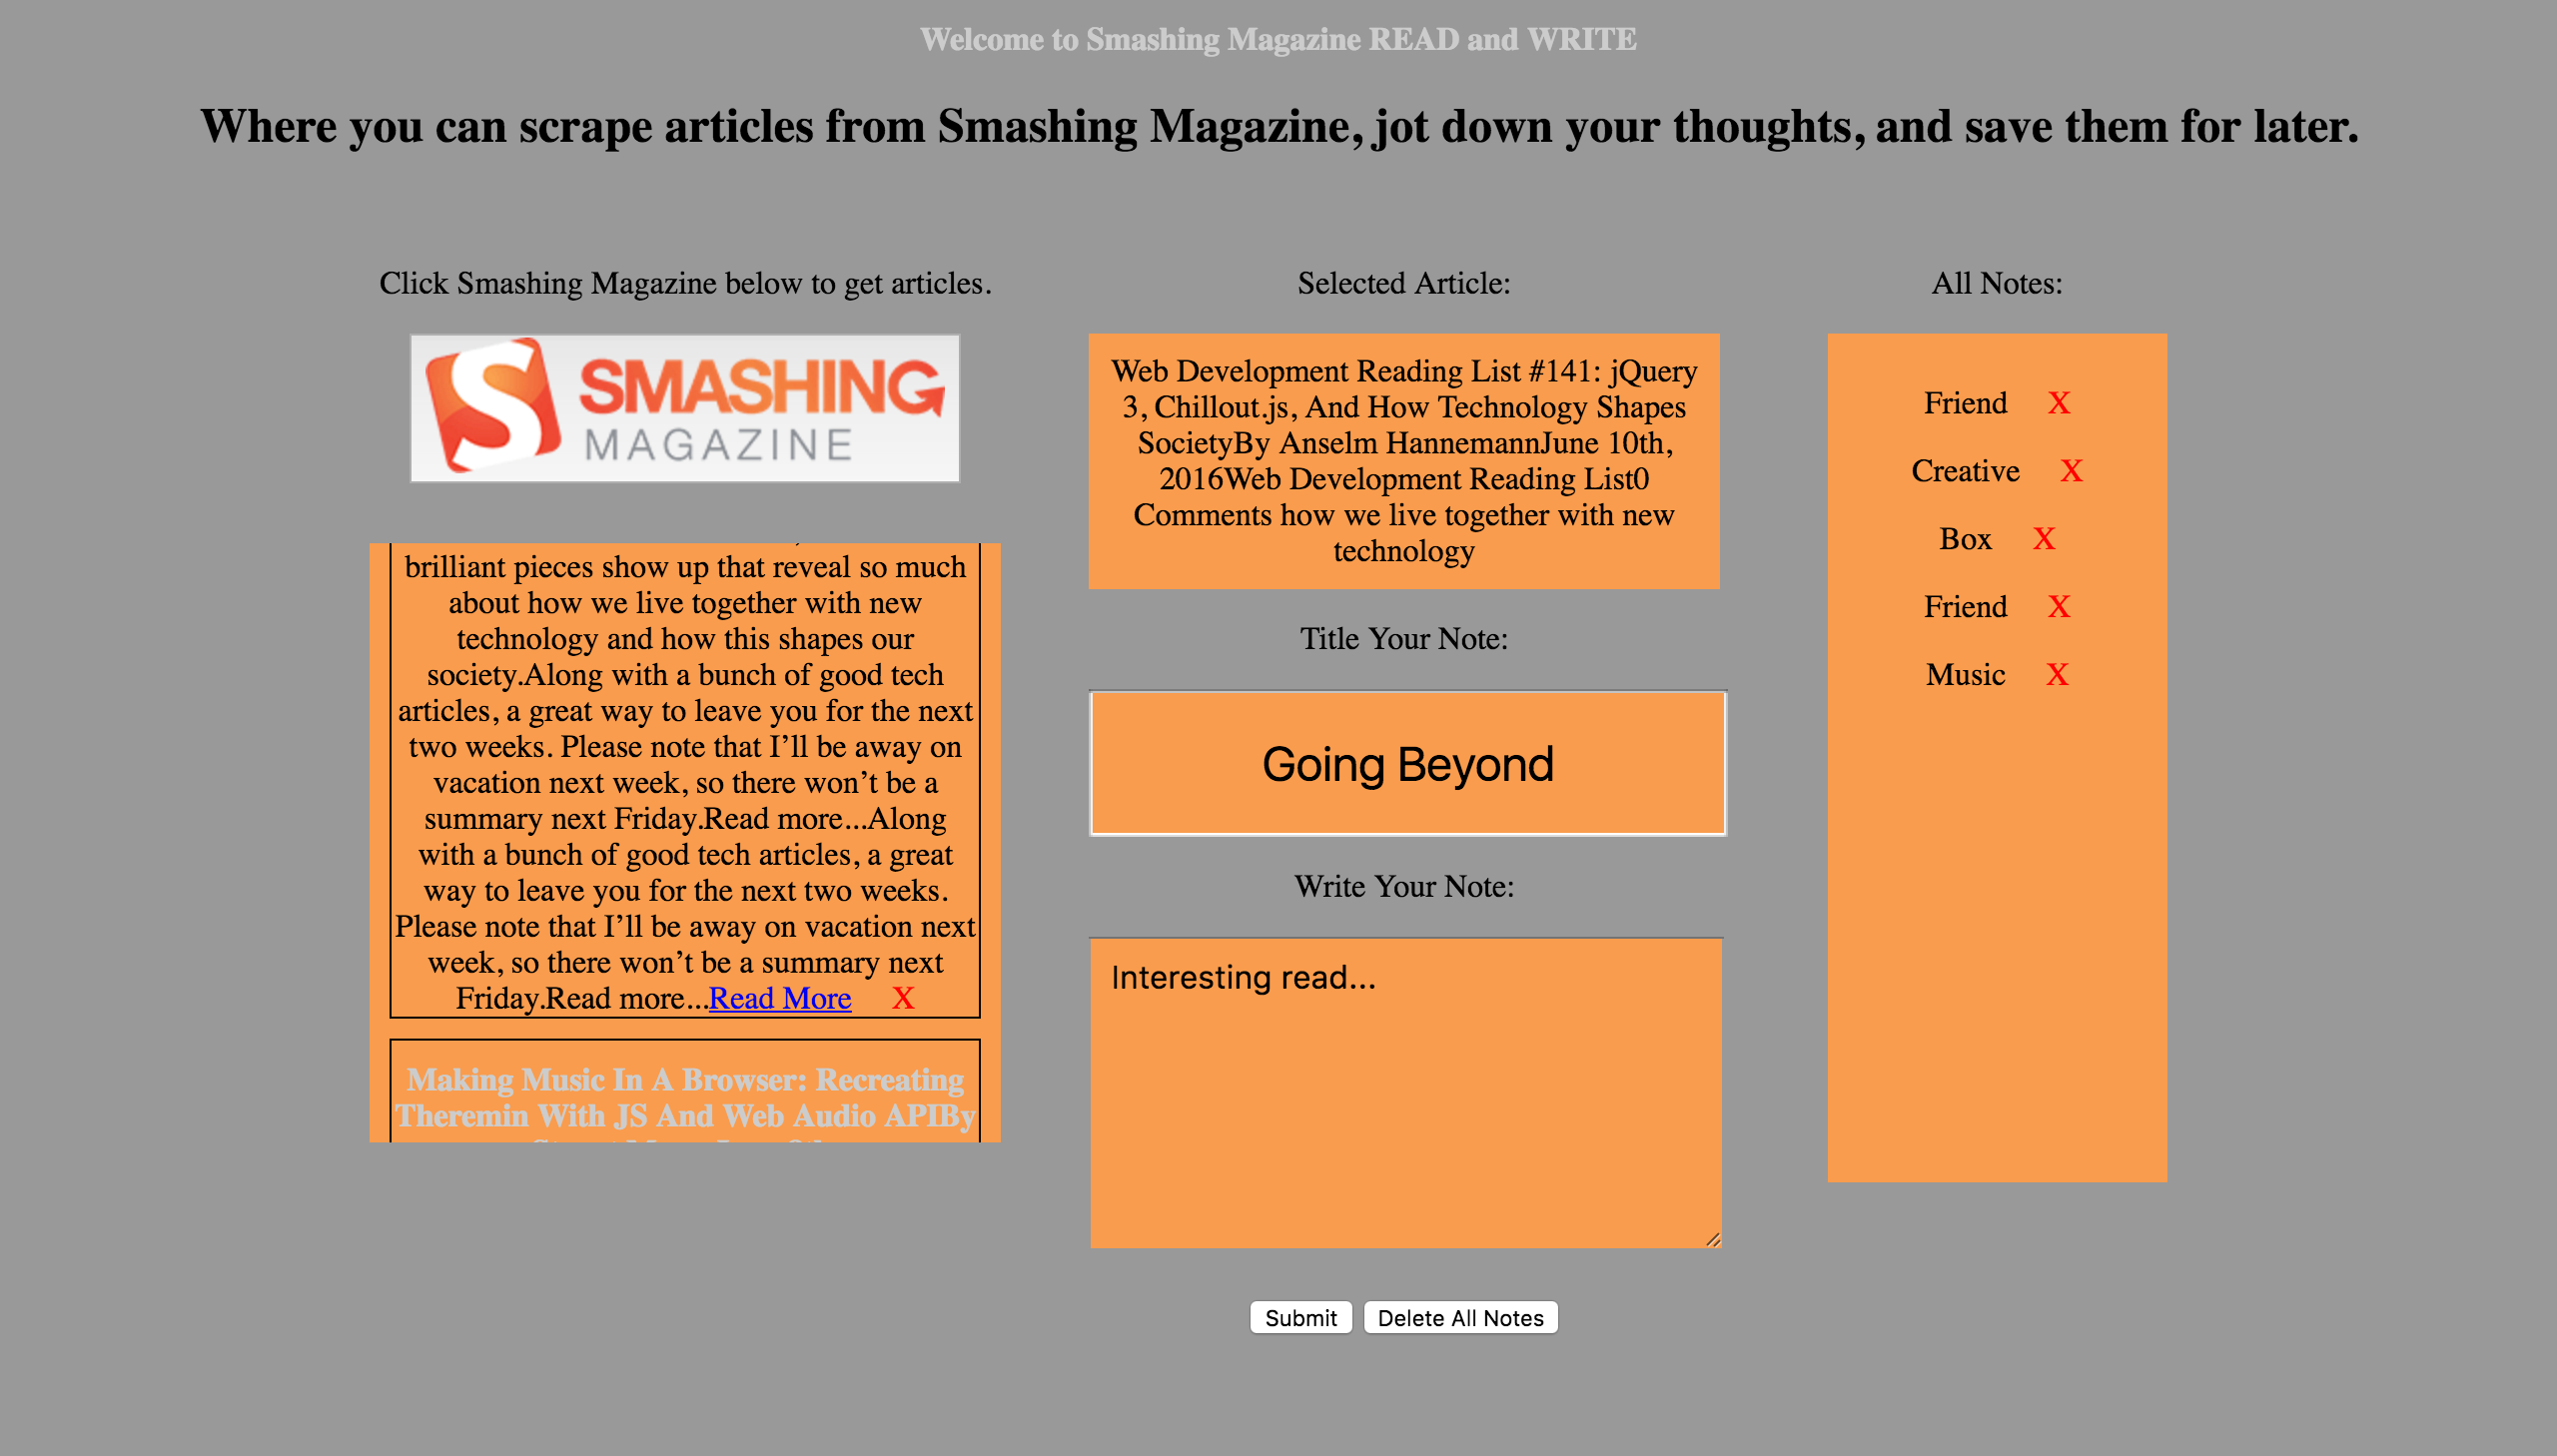 Welcome to Smashing Magazine READ and WRITE
Where you can scrape articles from Smashing Magazine, jot down your thoughts, and save them for later.
Click Smashing Magazine below to get articles.
SMASHING
MAGAZINE
brilliant pieces show up that reveal so much
about how we live together with new
technology and how this shapes our
society.Along with a bunch of good tech
articles, a great way to leave you for the next
two weeks. Please note that I’ll be away on
vacation next week, so there won’t be a
summary next Friday.Read more...Along
with a bunch of good tech articles, a great
way to leave you for the next two weeks.
Please note that I’ll be away on vacation next
week, so there won’t be a summary next
Friday.Read more...Read More X
Making Music In A Browser: Recreating
Theremin With JS And Web Audio APIBy
Selected Article:
Web Development Reading List #141: jQuery
3, Chillout.js, And How Technology Shapes
SocietyBy Anselm HannemannJune 10th,
2016Web Development Reading List0
Comments how we live together with new
technology
Title Your Note:
Going Beyond
Write Your Note:
Interesting read...
Submit Delete All Notes
All Notes:
Friend X
Creative X
Box X
Friend X
Music X